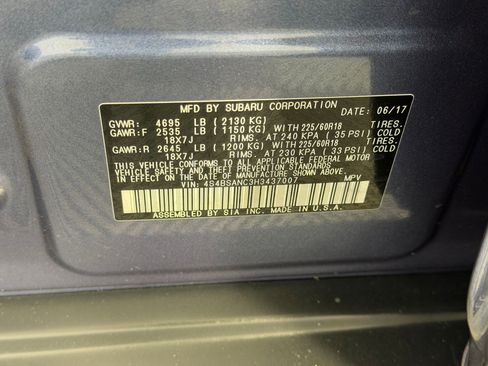 MFD BY SUBARU CORPORATION DATE: 06/17
GVWR: 4695 LB (2130 KG)
GAWR:F 2535 LB (1150 KG) WITH 225/60R18 TIRES.
18X7J RIMS. AT 240 KPA (35 PSI) COLD
GAWR:R 2645 LB (1200 KG) WITH 225/60R18 TIRES.
18X7J RIMS. AT 230 KPA (33 PSI) COLD
THIS VEHICLE CONFORMS TO ALL APPLICABLE FEDERAL MOTOR
VEHICLE SAFETY AND THEFT PREVENTION STANDARDS IN
EFFECT ON THE DATE OF MANUFACTURE SHOWN ABOVE.
VIN: 4S4BSANC3H3437007 MPV
ASSEMBLED BY SIA INC. MADE IN U.S.A.